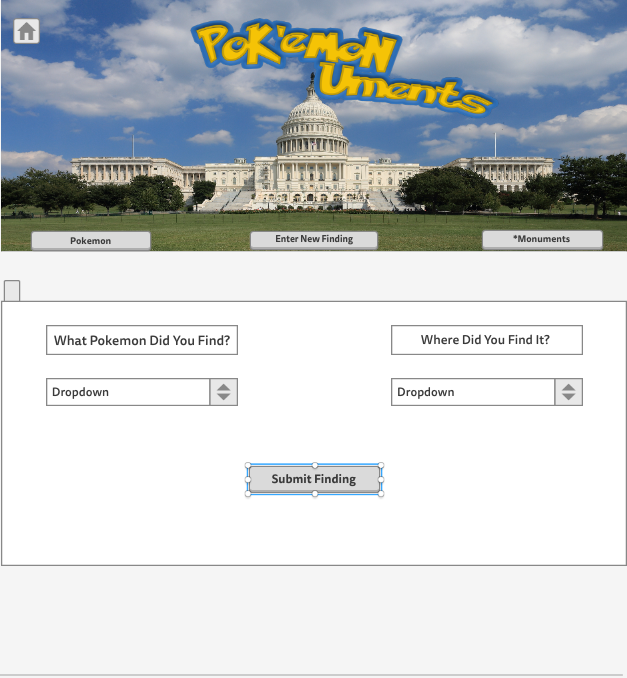 PoK'emoN
Uments
Pokemon
Enter New Finding
*Monuments
What Pokemon Did You Find?
Where Did You Find It?
Dropdown
Dropdown
Submit Finding